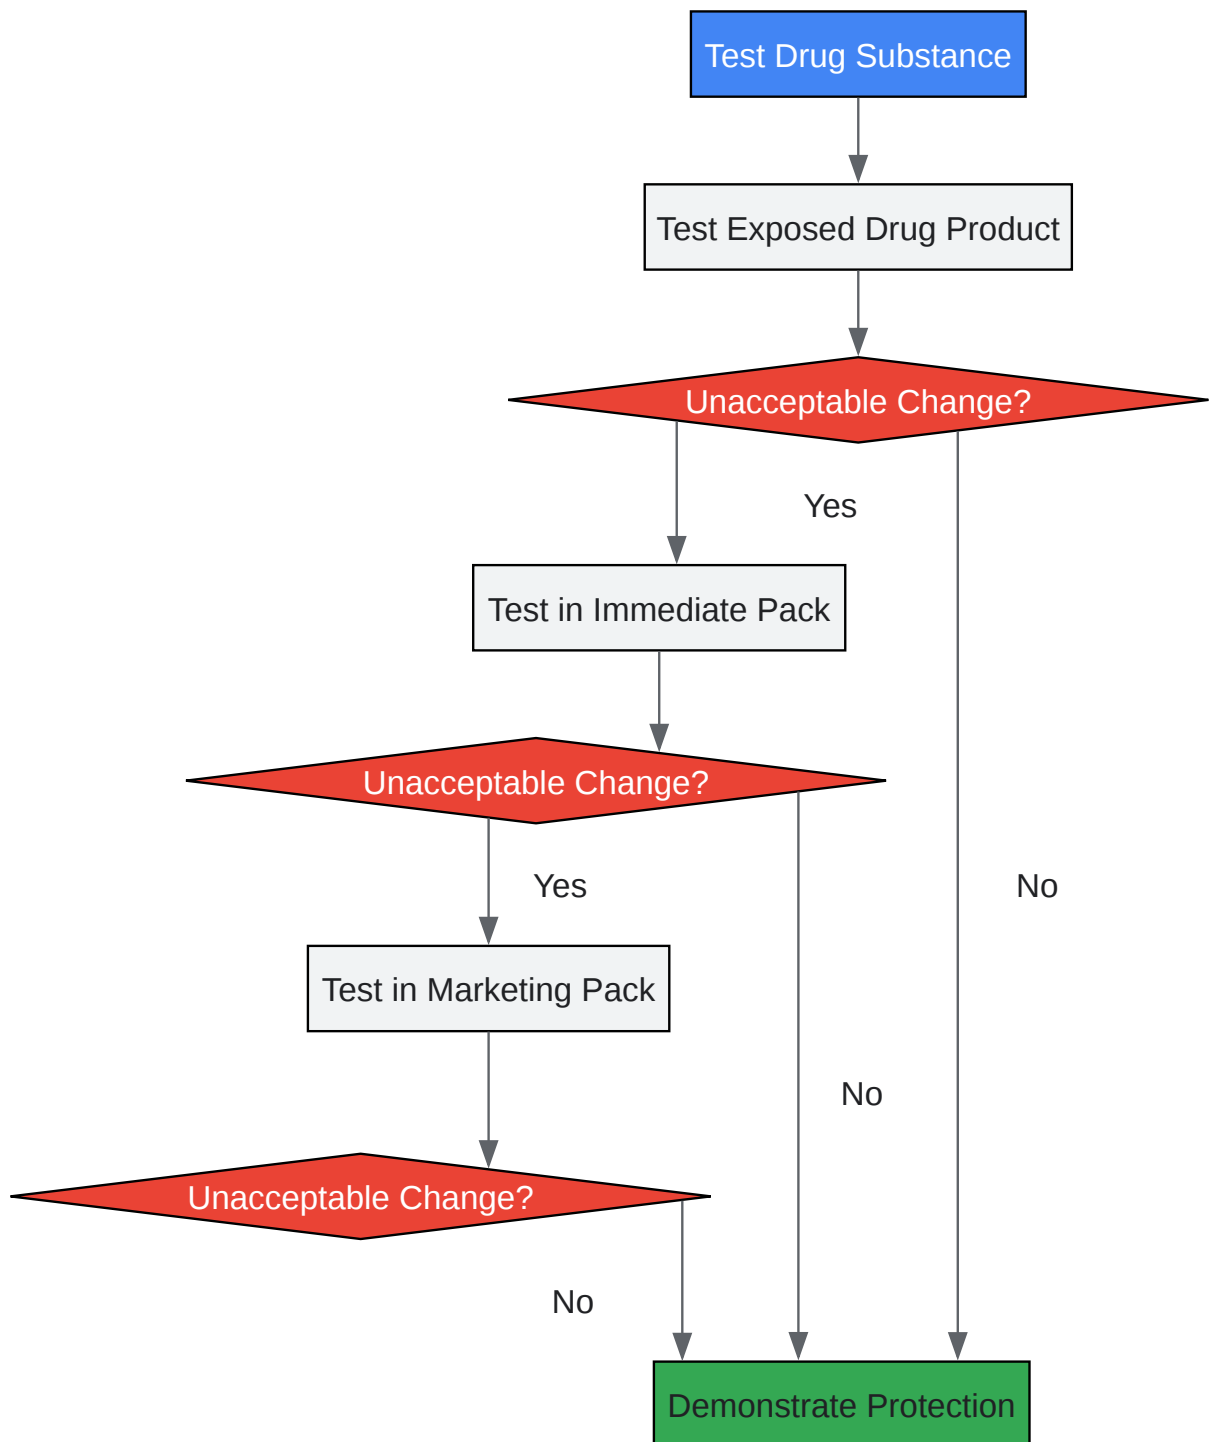 Test Drug Substance
Test Exposed Drug Product
Unacceptable Change?
Yes
Test in Immediate Pack
Unacceptable Change?
Yes
No
Test in Marketing Pack
No
Unacceptable Change?
No
Demonstrate Protection